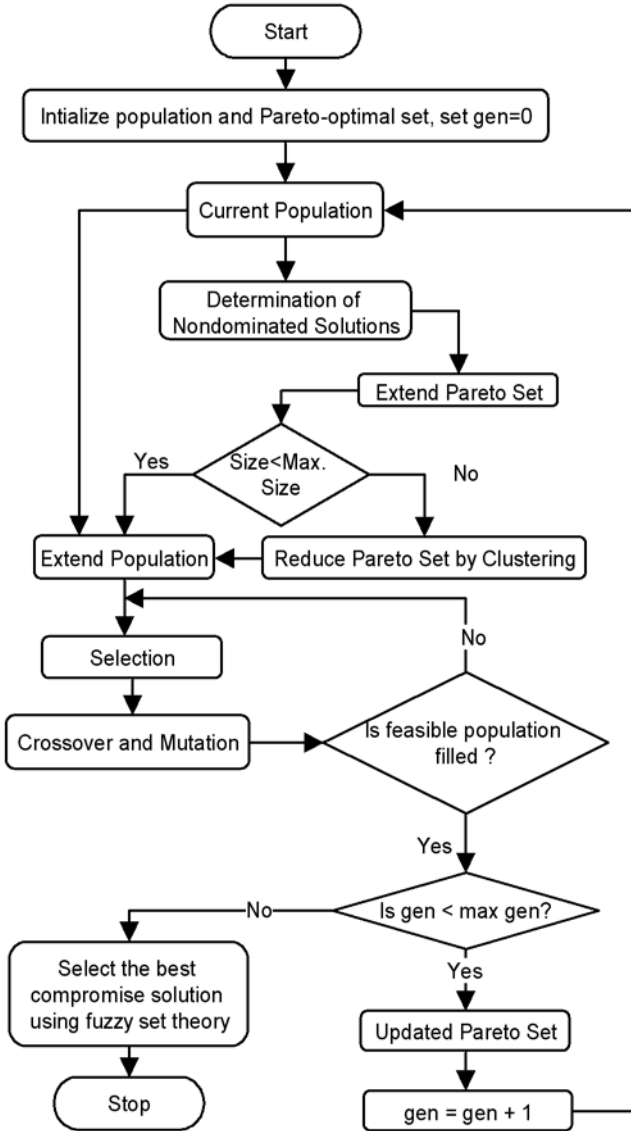 Start
Intialize population and Pareto-optimal set, set gen=0
Current Population
Determination of
Nondominated Solutions
Extend Pareto Set
Size<Max.
Size
Yes
No
Extend Population
Reduce Pareto Set by Clustering
No
Selection
Crossover and Mutation
Is feasible population
filled ?
Yes
Is gen < max gen?
No
Yes
Select the best
compromise solution
using fuzzy set theory
Updated Pareto Set
Stop
gen = gen + 1